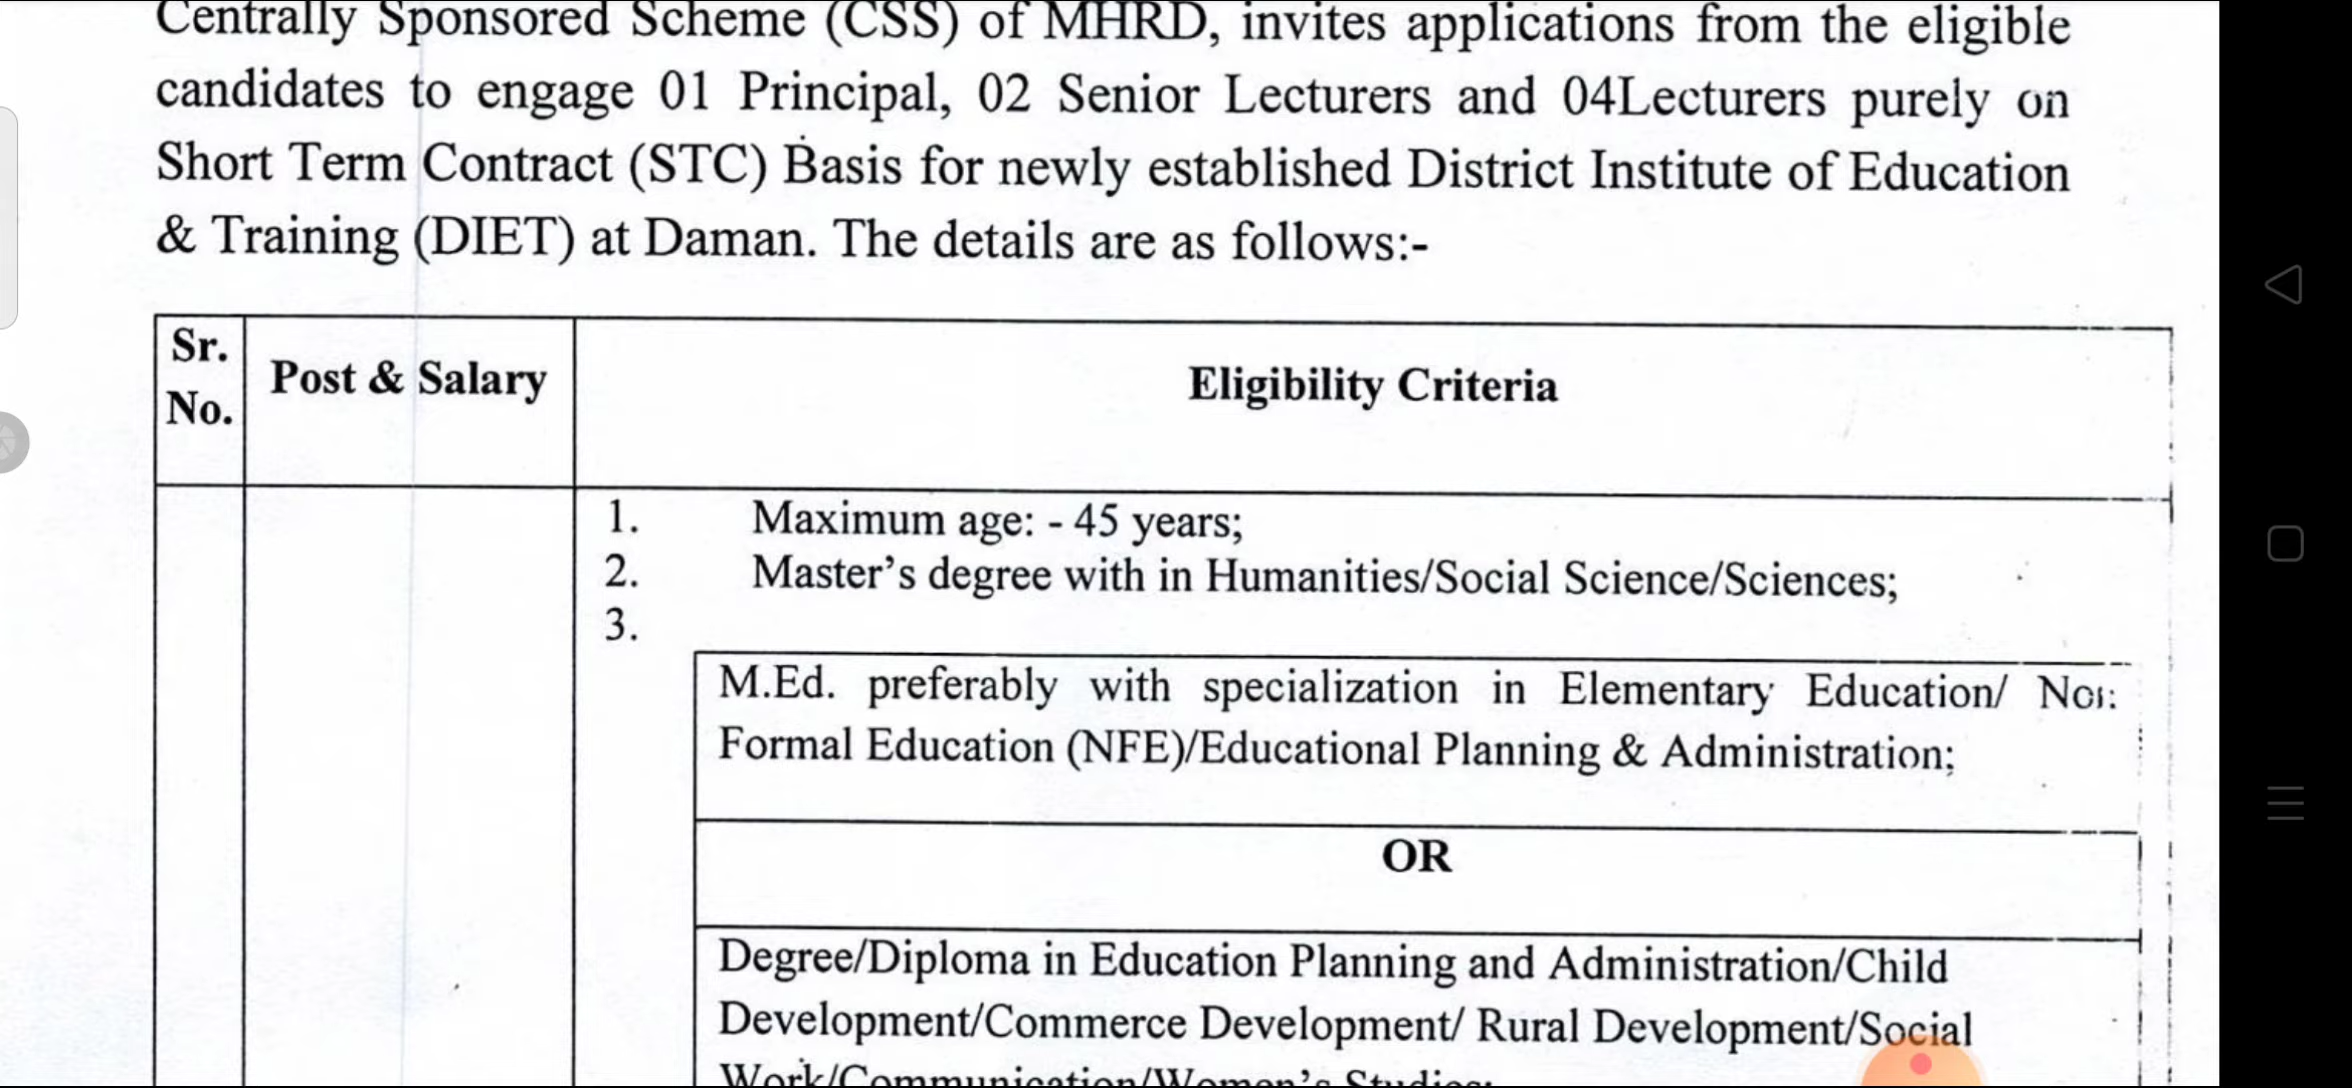 Centrally Sponsored Scheme (CSS) of MHRD, invites applications from the eligible
candidates to engage 01 Principal, 02 Senior Lecturers and 04Lecturers purely on
Short Term Contract (STC) Basis for newly established District Institute of Education
& Training (DIET) at Daman. The details are as follows:-
Sr.
No.
Post & Salary
Eligibility Criteria
1. Maximum age: - 45 years;
2. Master's degree with in Humanities/Social Science/Sciences;
3.
M.Ed. preferably with specialization in Elementary Education/
Formal Education (NFE)/Educational Planning & Administration;
OR
Degree/Diploma in Education Planning and Administration/Child
Development/Commerce Development/ Rural Development/Social
Work/Communication/Women's Studies;